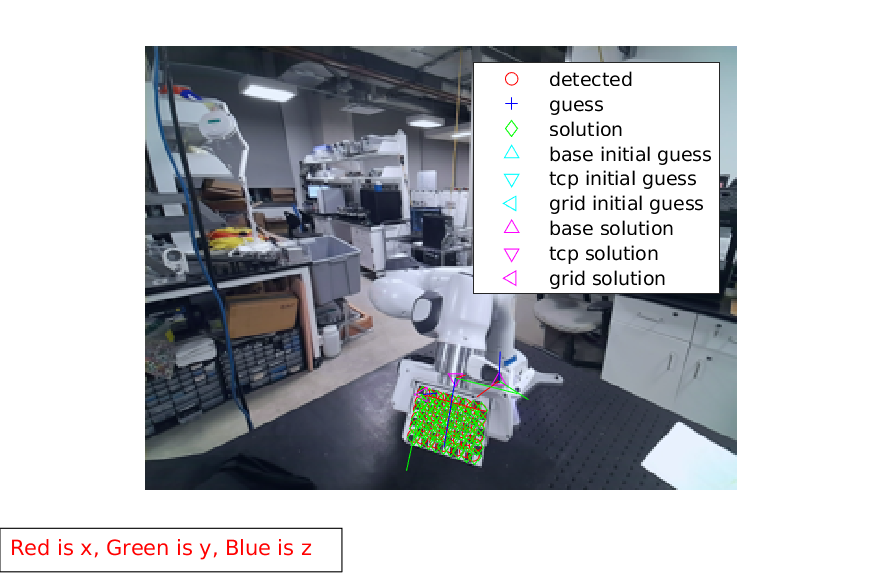 detected
guess
solution
base initial guess
tcp initial guess
grid initial guess
base solution
tcp solution
grid solution
Red is x, Green is y, Blue is z